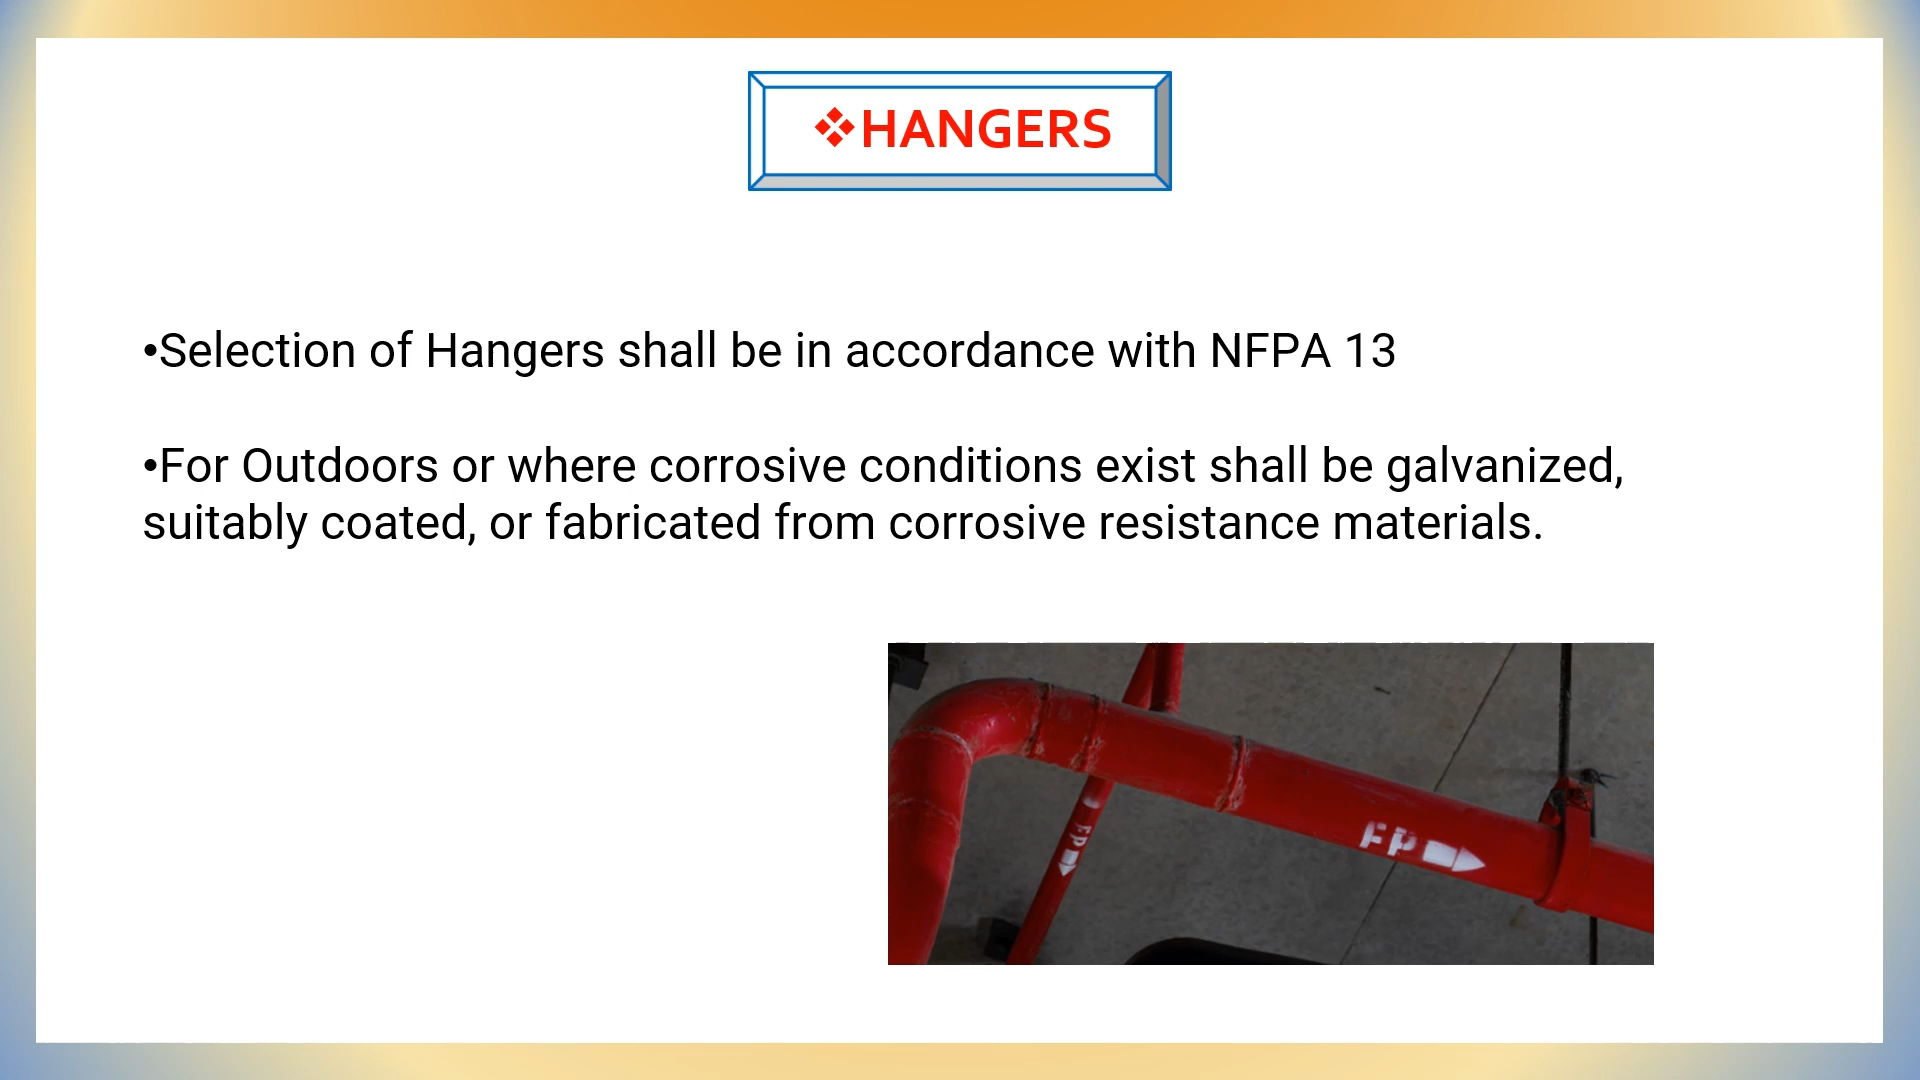 ❖HANGERS
•Selection of Hangers shall be in accordance with NFPA 13
•For Outdoors or where corrosive conditions exist shall be galvanized,
suitably coated, or fabricated from corrosive resistance materials.
FP
FP